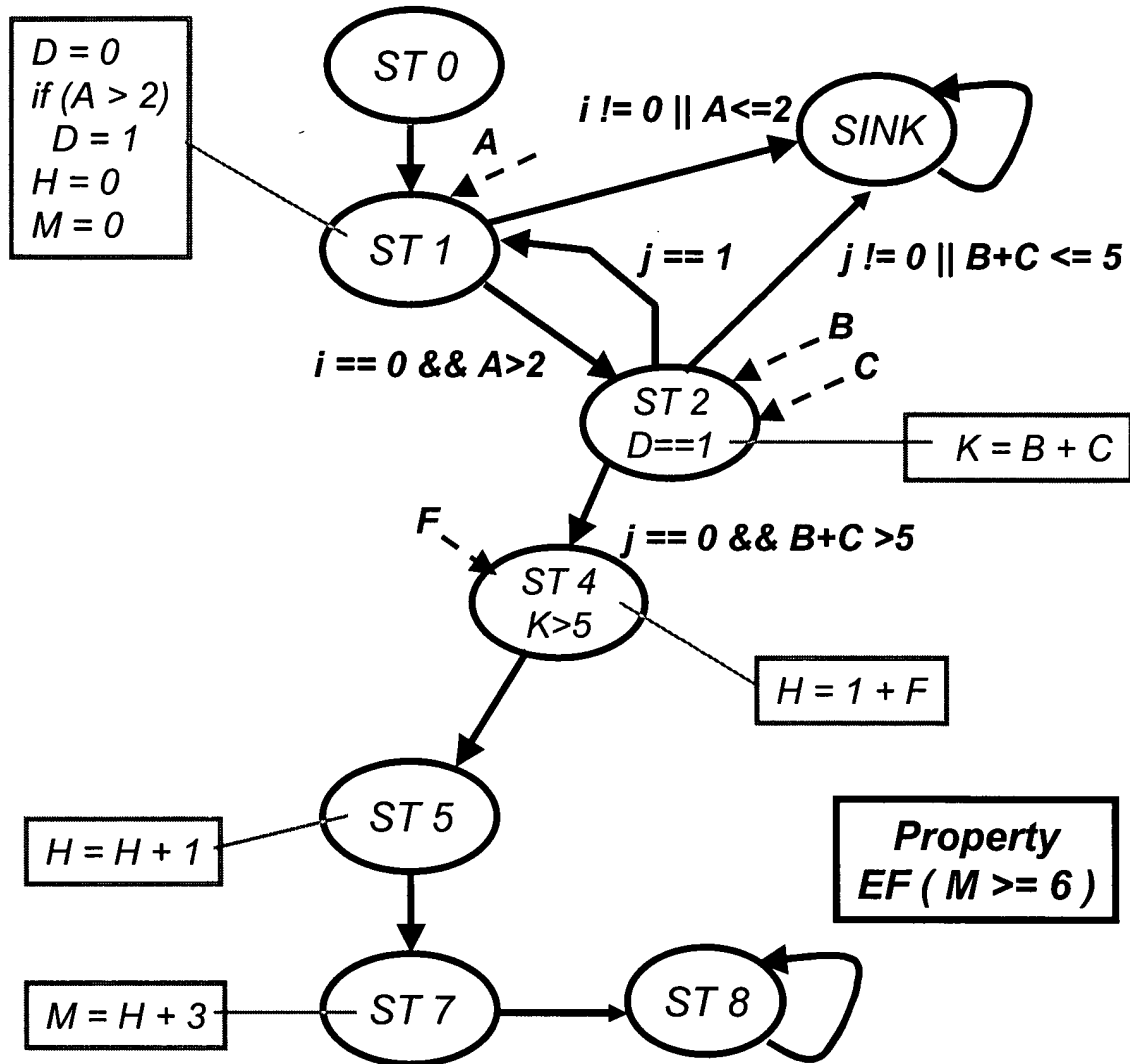 D = 0
if (A > 2)
D = 1
H = 0
M = 0
ST 0
i != 0 || A<=2
SINK
A
ST 1
j == 1
j != 0 || B+C <= 5
i == 0 && A>2
B
C
ST 2
D==1
K = B + C
F
j == 0 && B+C >5
ST 4
K>5
H = 1 + F
ST 5
H = H + 1
Property
EF ( M >= 6 )
ST 7
M = H + 3
ST 8